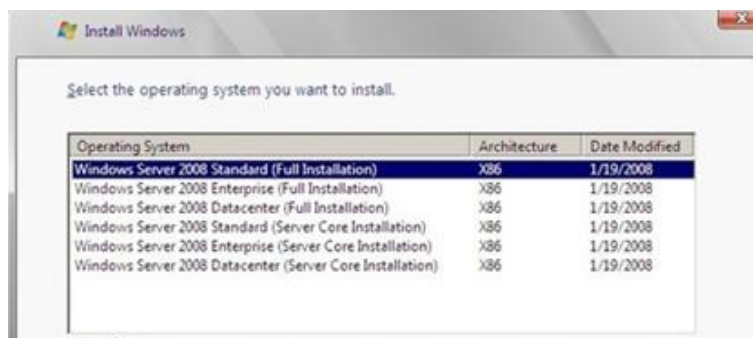 Install Windows
Select the operating system you want to install.
Operating System Architecture Date Modified
Windows Server 2008 Standard (Full Installation) X86 1/19/2008
Windows Server 2008 Enterprise (Full Installation) X86 1/19/2008
Windows Server 2008 Datacenter (Full Installation) X86 1/19/2008
Windows Server 2008 Standard (Server Core Installation) X86 1/19/2008
Windows Server 2008 Enterprise (Server Core Installation) X86 1/19/2008
Windows Server 2008 Datacenter (Server Core Installation) X86 1/19/2008